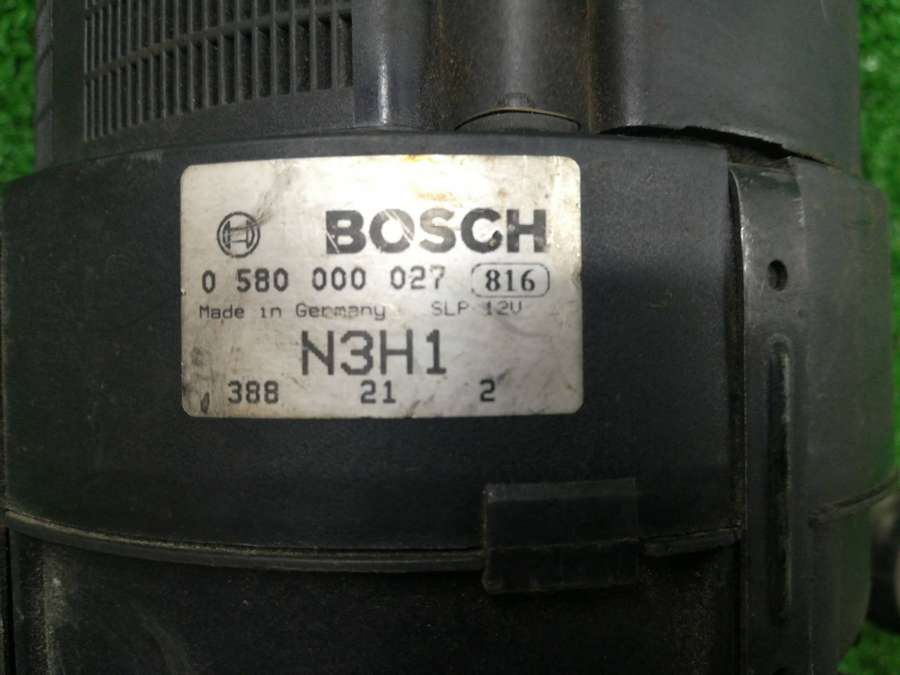 BOSCH
0 580 000 027 816
Made in Germany SLP 12V
N3H1
388 21 2